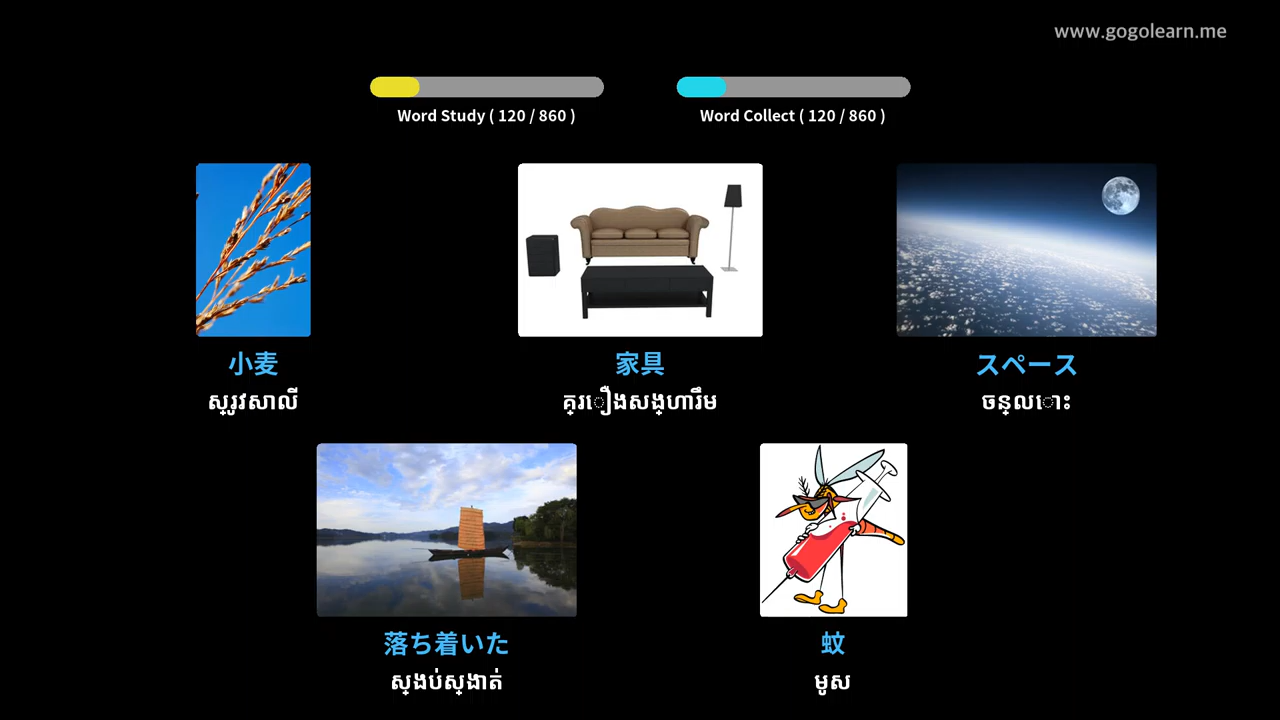 www.gogolearn.me
Word Study ( 120 / 860 )
Word Collect ( 120 / 860 )
小麦
ស្រូវសាលី
家具
គ្រឿងសង្ហារឹម
スペース
ចន្លោះ
落ち着いた
ស្ងប់ស្ងាត់
蚊
មូស